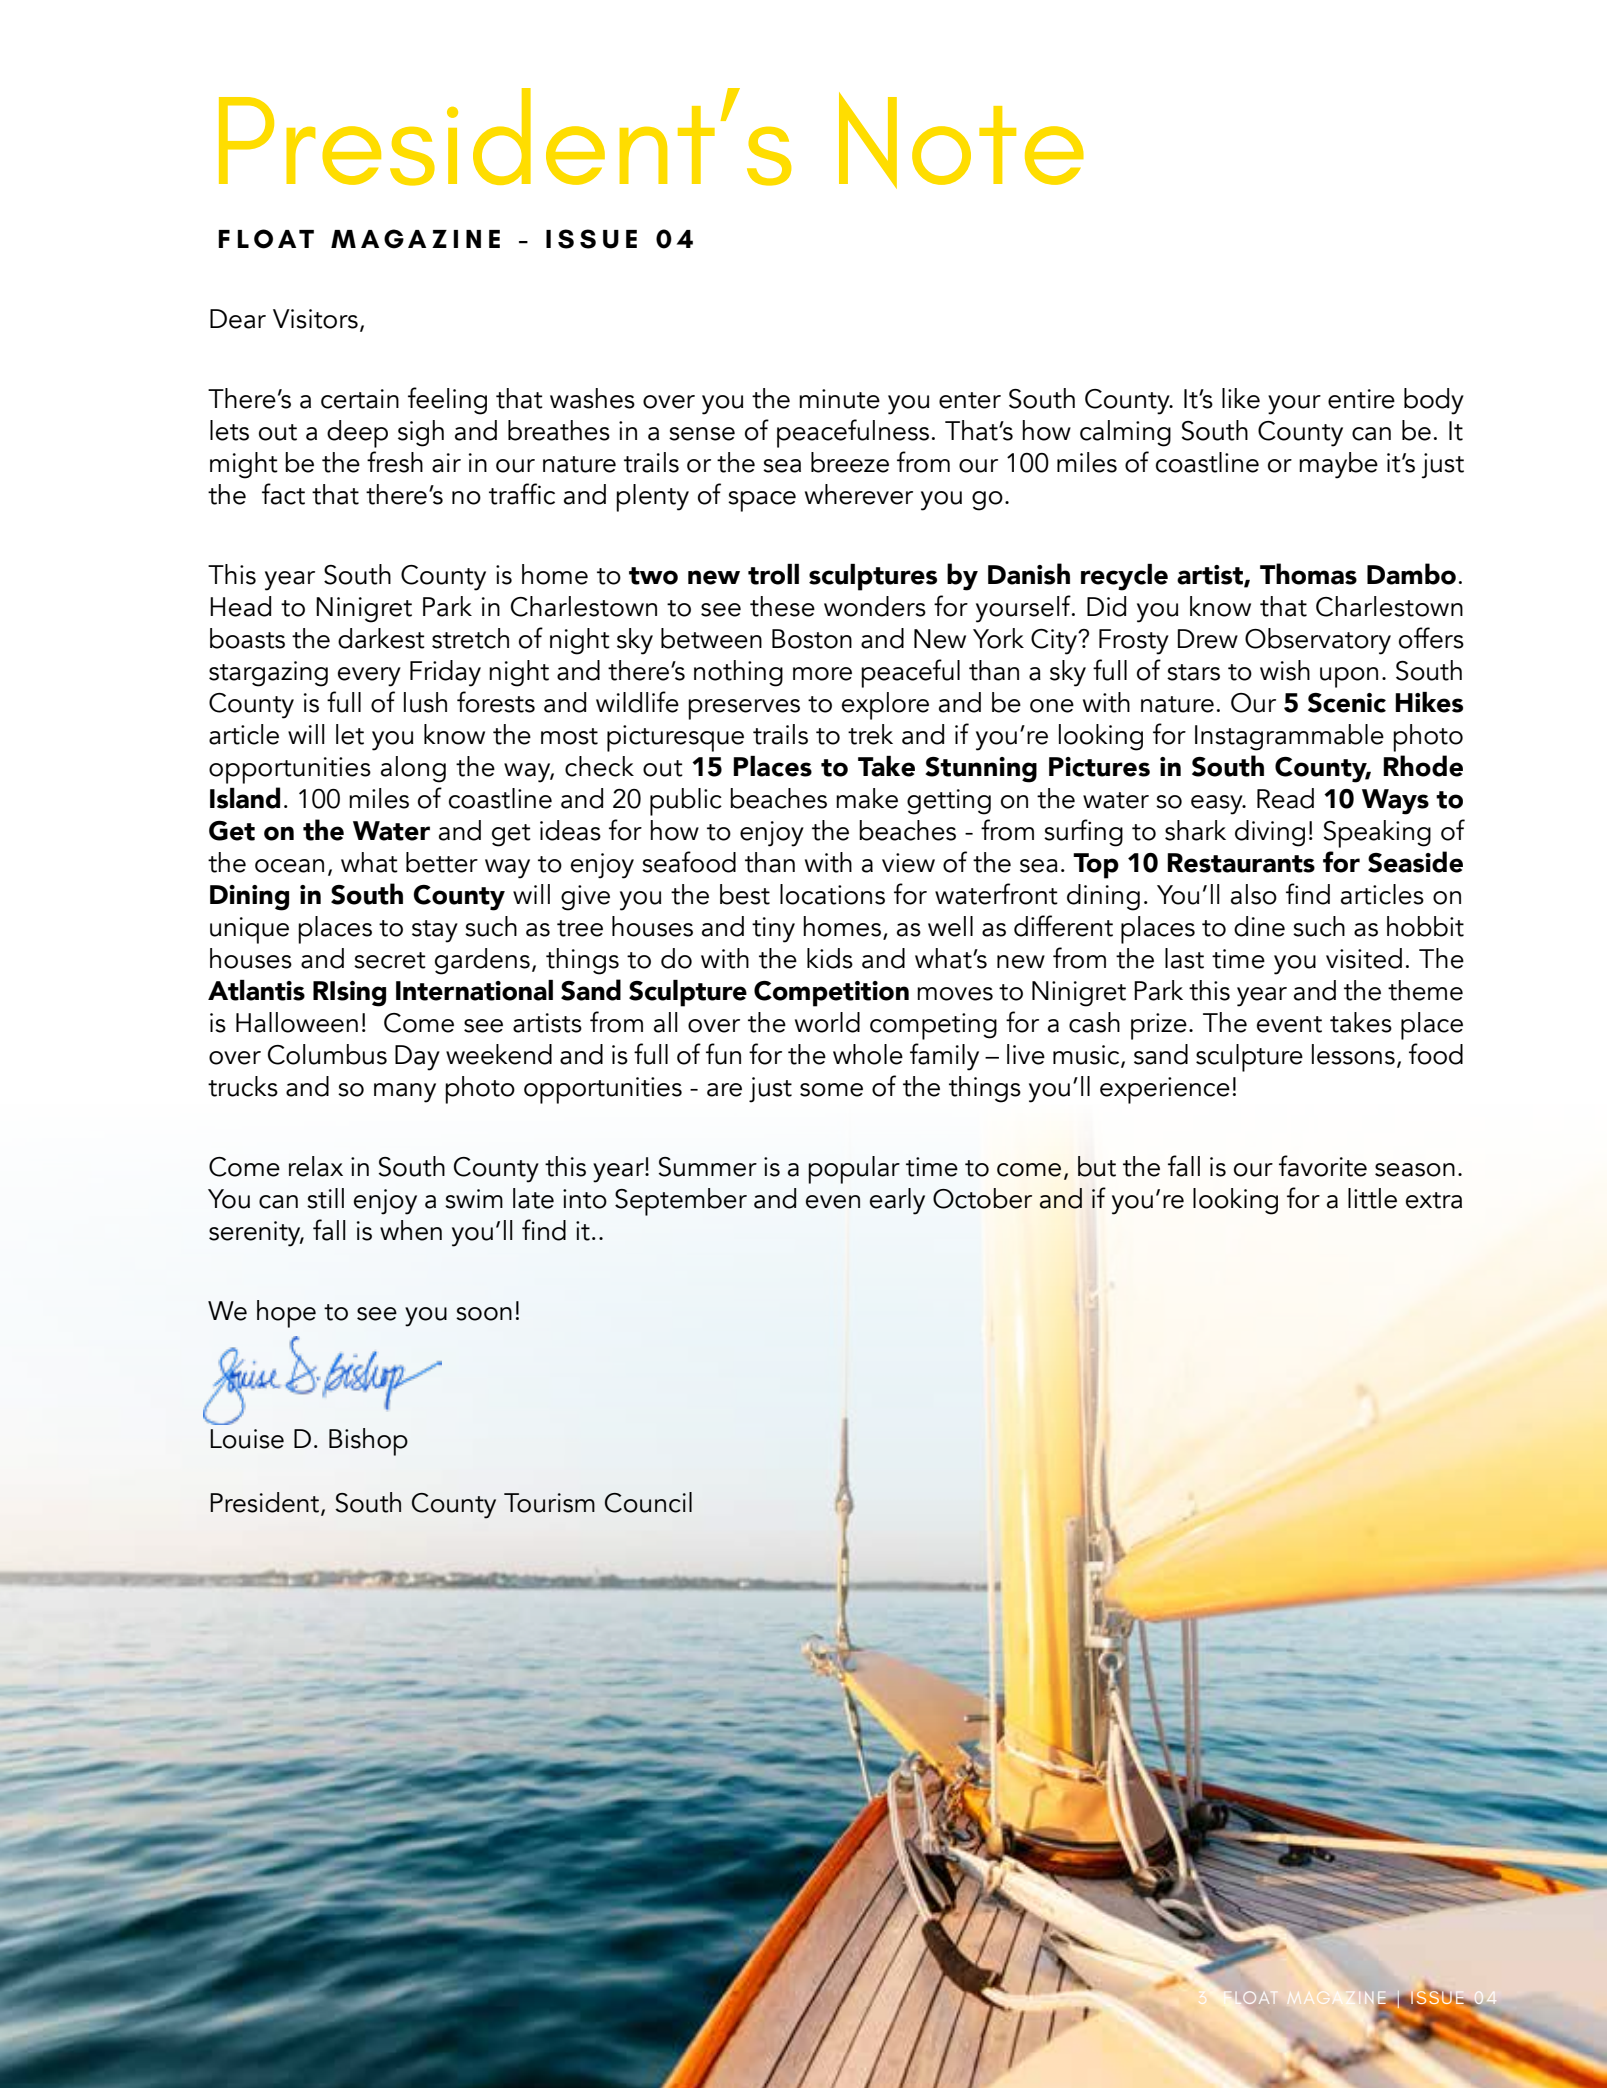 President’s Note
FLOAT MAGAZINE - ISSUE 04
Dear Visitors,
There’s a certain feeling that washes over you the minute you enter South County. It’s like your entire body
lets out a deep sigh and breathes in a sense of peacefulness. That’s how calming South County can be. It
might be the fresh air in our nature trails or the sea breeze from our 100 miles of coastline or maybe it’s just
the  fact that there’s no traffic and plenty of space wherever you go.
This year South County is home to two new troll sculptures by Danish recycle artist, Thomas Dambo.
Head to Ninigret Park in Charlestown to see these wonders for yourself. Did you know that Charlestown
boasts the darkest stretch of night sky between Boston and New York City? Frosty Drew Observatory offers
stargazing every Friday night and there’s nothing more peaceful than a sky full of stars to wish upon. South
County is full of lush forests and wildlife preserves to explore and be one with nature. Our 5 Scenic Hikes
article will let you know the most picturesque trails to trek and if you’re looking for Instagrammable photo
opportunities along the way, check out 15 Places to Take Stunning Pictures in South County, Rhode
Island. 100 miles of coastline and 20 public beaches make getting on the water so easy. Read 10 Ways to
Get on the Water and get ideas for how to enjoy the beaches - from surfing to shark diving! Speaking of
the ocean, what better way to enjoy seafood than with a view of the sea. Top 10 Restaurants for Seaside
Dining in South County will give you the best locations for waterfront dining. You’ll also find articles on
unique places to stay such as tree houses and tiny homes, as well as different places to dine such as hobbit
houses and secret gardens, things to do with the kids and what’s new from the last time you visited. The
Atlantis RIsing International Sand Sculpture Competition moves to Ninigret Park this year and the theme
is Halloween!  Come see artists from all over the world competing for a cash prize. The event takes place
over Columbus Day weekend and is full of fun for the whole family – live music, sand sculpture lessons, food
trucks and so many photo opportunities - are just some of the things you’ll experience!
Come relax in South County this year! Summer is a popular time to come, but the fall is our favorite season.
You can still enjoy a swim late into September and even early October and if you’re looking for a little extra
serenity, fall is when you’ll find it..
We hope to see you soon!
Louise D. Bishop
Louise D. Bishop
President, South County Tourism Council
3  FLOAT MAGAZINE | ISSUE 04